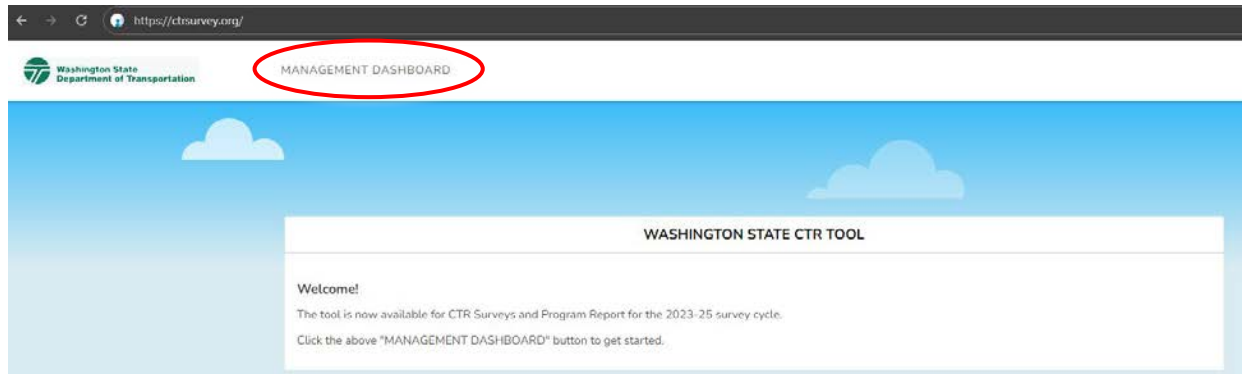 https://ctrsurvey.org/
Washington State
Department of Transportation
MANAGEMENT DASHBOARD
WASHINGTON STATE CTR TOOL
Welcome!
The tool is now available for CTR Surveys and Program Report for the 2023-25 survey cycle.
Click the above "MANAGEMENT DASHBOARD" button to get started.